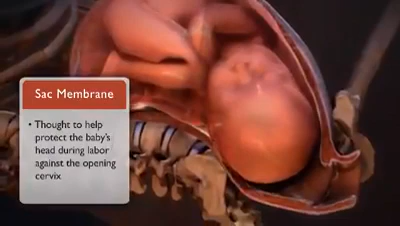 Sac Membrane
• Thought to help
protect the baby's
head during labor
against the opening
cervix